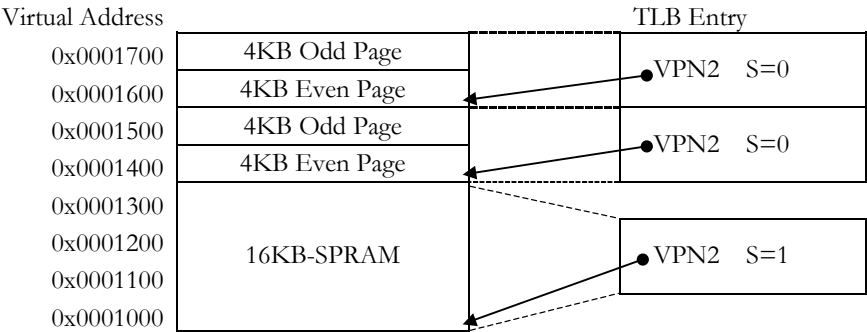 Virtual Address TLB Entry
0x0001700 4KB Odd Page
VPN2 S=0
0x0001600 4KB Even Page
0x0001500 4KB Odd Page
VPN2 S=0
0x0001400 4KB Even Page
0x0001300
0x0001200
16KB-SPRAM VPN2 S=1
0x0001100
0x0001000